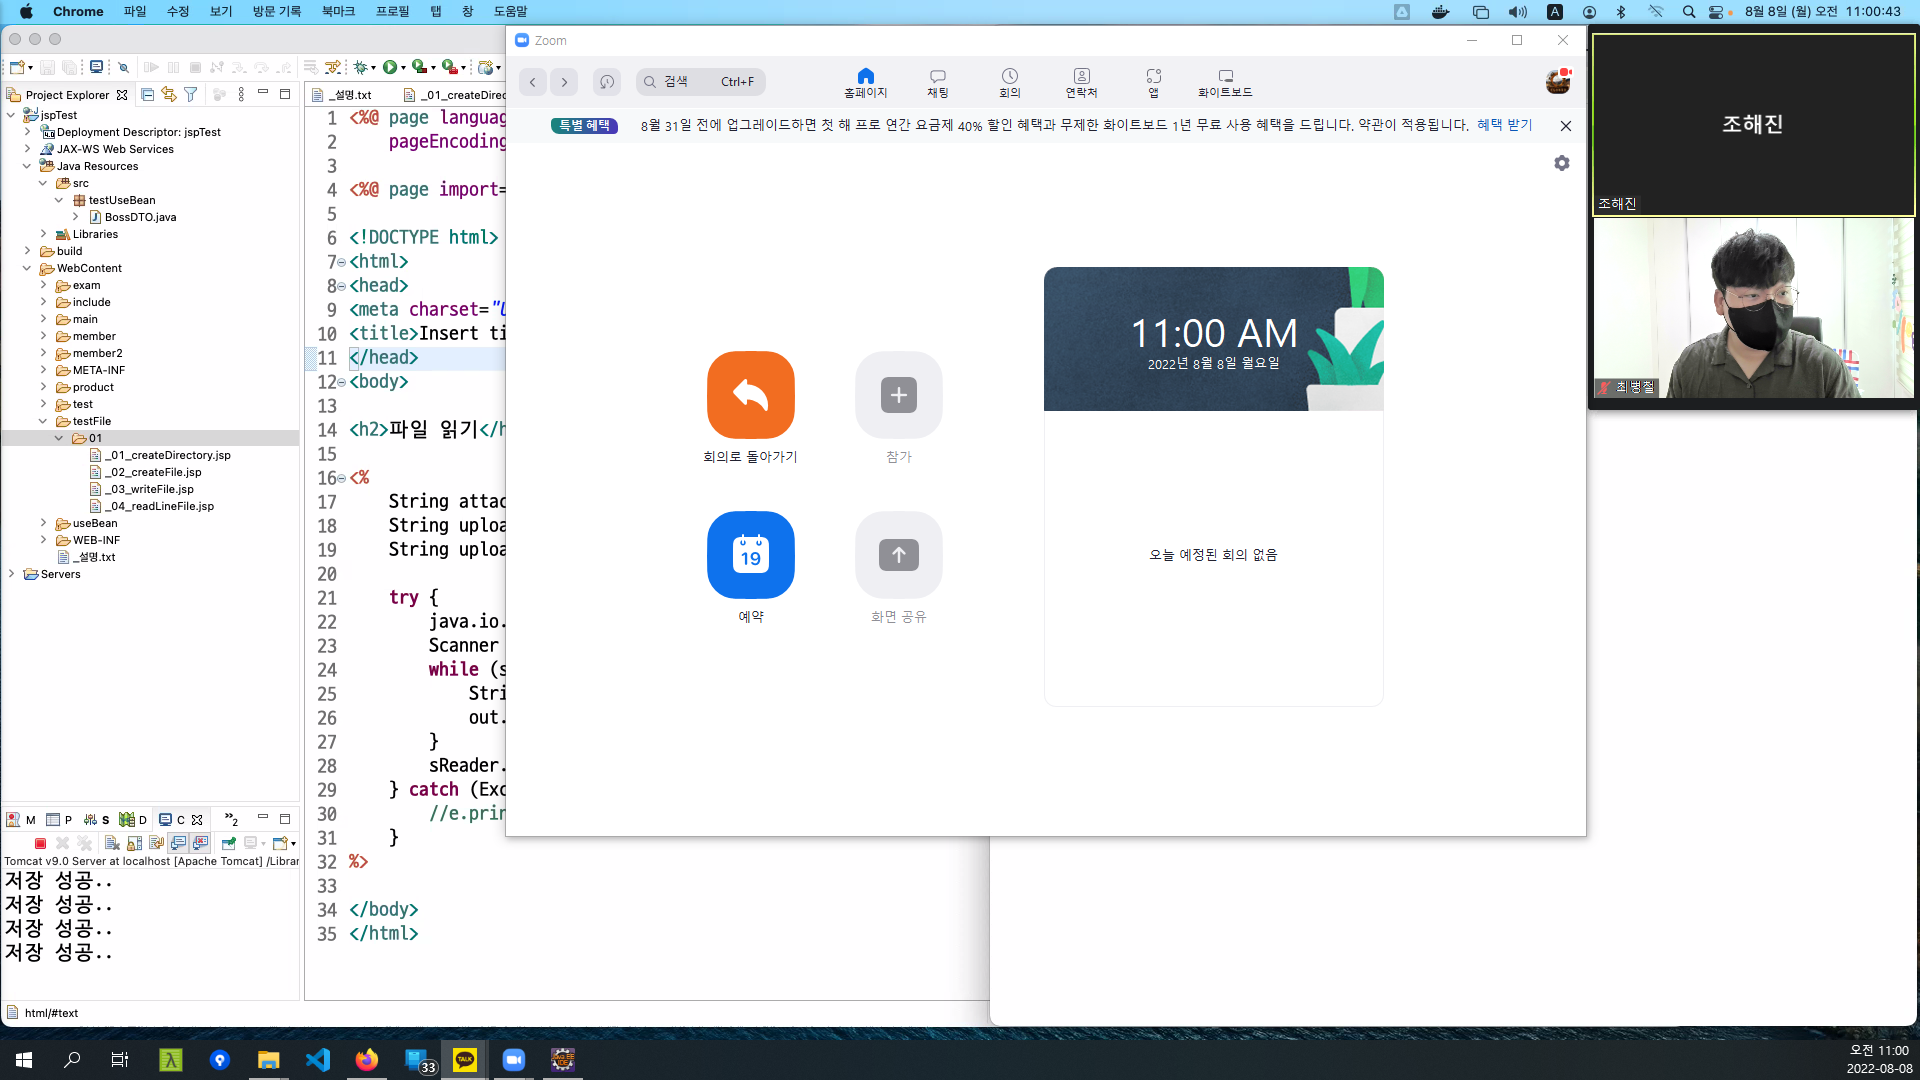 Chrome 파일 수정 보기 방문 기록 북마크 프로필 탭 창 도움말
A 8월 8일 (월) 오전 11:00:43
Project Explorer
jspTest
Deployment Descriptor: jspTest
JAX-WS Web Services
Java Resources
src
testUseBean
BossDTO.java
Libraries
build
WebContent
exam
include
main
member
member2
META-INF
product
test
testFile
01
_01_createDirectory.jsp
_02_createFile.jsp
_03_writeFile.jsp
_04_readLineFile.jsp
useBean
WEB-INF
_설명.txt
Servers
M P S D C »2
Tomcat v9.0 Server at localhost [Apache Tomcat] /Librar
저장 성공..
저장 성공..
저장 성공..
저장 성공..
html/#text
_설명.txt _01_createDirec
1 <%@ page languag
2 pageEncoding
3
4 <%@ page import=
5
6 <!DOCTYPE html>
7 <html>
8 <head>
9 <meta charset="U
10 <title>Insert ti
11 </head>
12 <body>
13
14 <h2>파일 읽기</h
15
16 <%
17 String attac
18 String uploa
19 String uploa
20
21 try {
22 java.io.
23 Scanner
24 while (s
25 Stri
26 out.
27 }
28 sReader.
29 } catch (Exc
30 //e.prin
31 }
32 %>
33
34 </body>
35 </html>
Zoom
검색 Ctrl+F
홈페이지 채팅 회의 연락처 앱 화이트보드
특별 혜택 8월 31일 전에 업그레이드하면 첫 해 프로 연간 요금제 40% 할인 혜택과 무제한 화이트보드 1년 무료 사용 혜택을 드립니다. 약관이 적용됩니다. 혜택 받기
회의로 돌아가기
참가
19
예약
화면 공유
11:00 AM
2022년 8월 8일 월요일
오늘 예정된 회의 없음
조해진
조해진
최병철
33
TALK
오전 11:00
2022-08-08